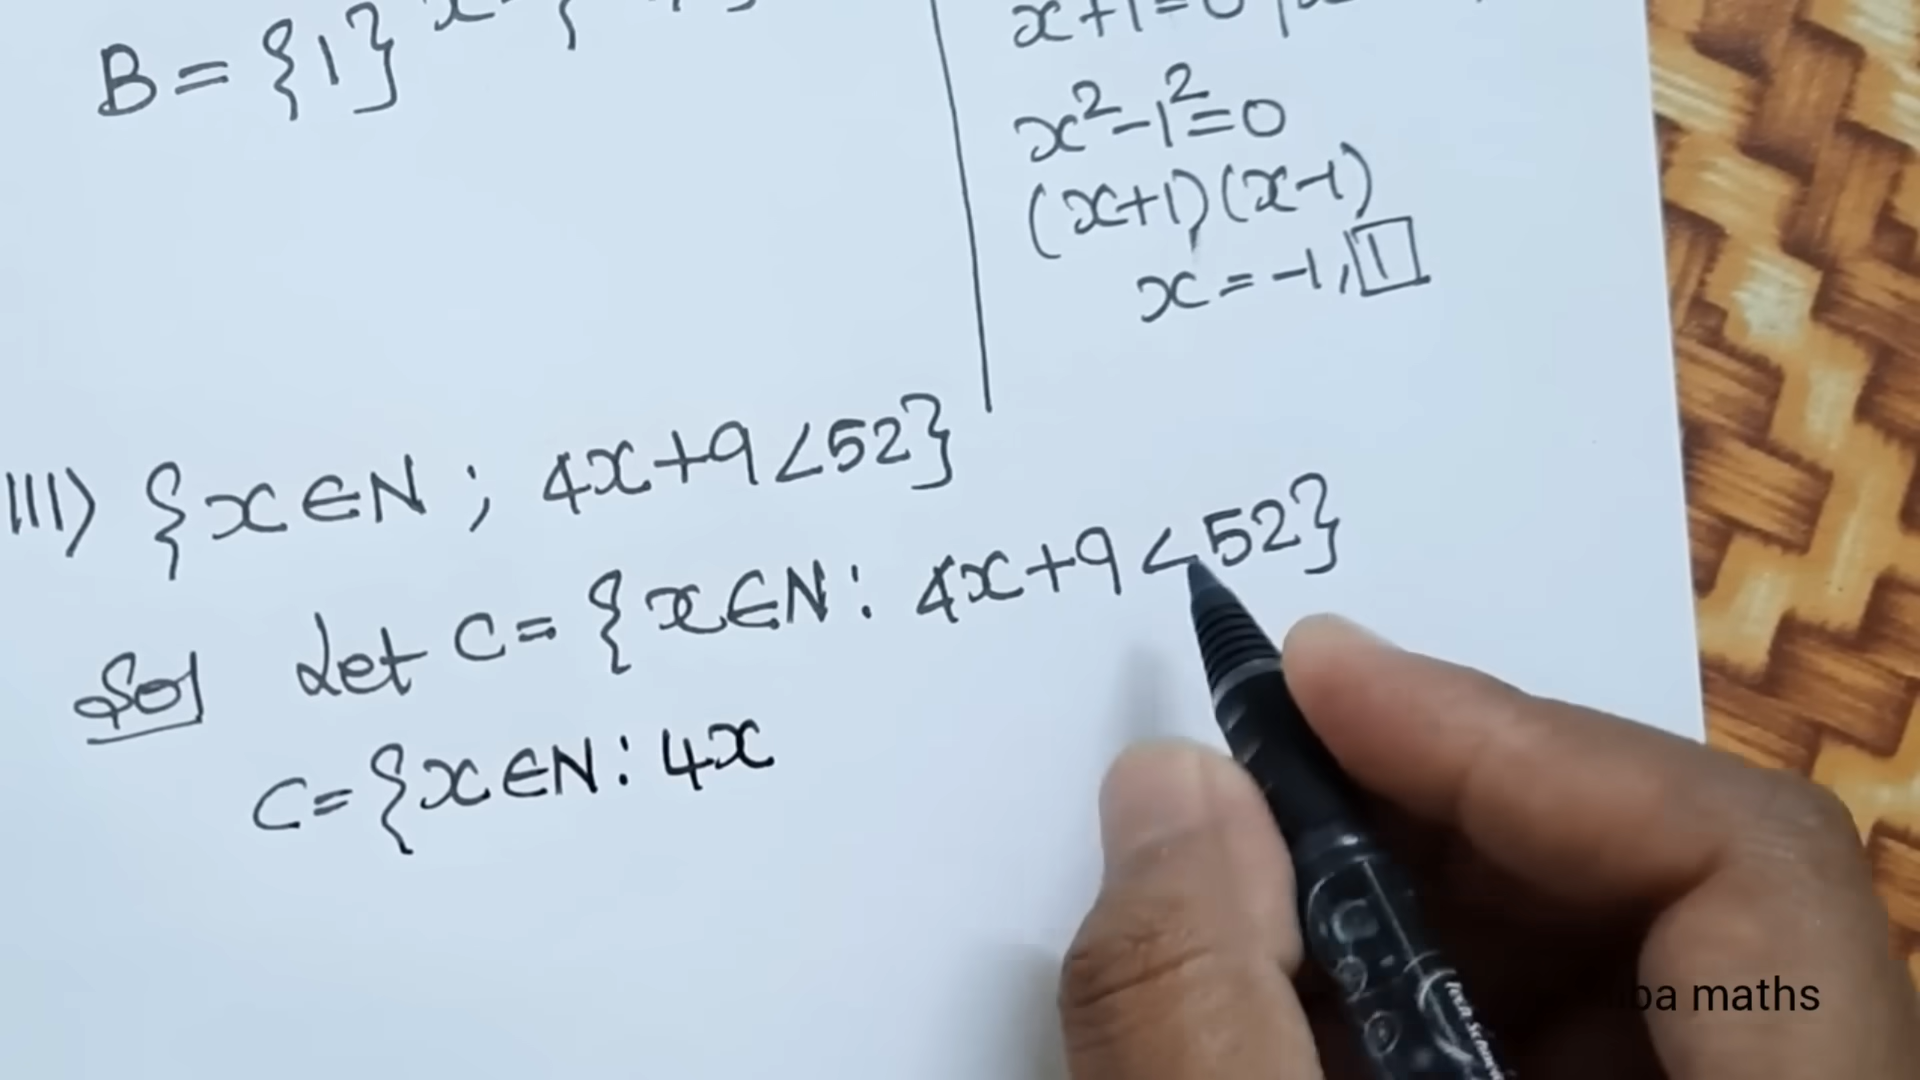 B = {1}
x+1=0
x²-1²=0
(x+1)(x-1)
x = -1, 1
III) {x∈N ; 4x+9<52}
Sol Let C = {x∈N : 4x+9<52}
C = {x∈N : 4x
maths